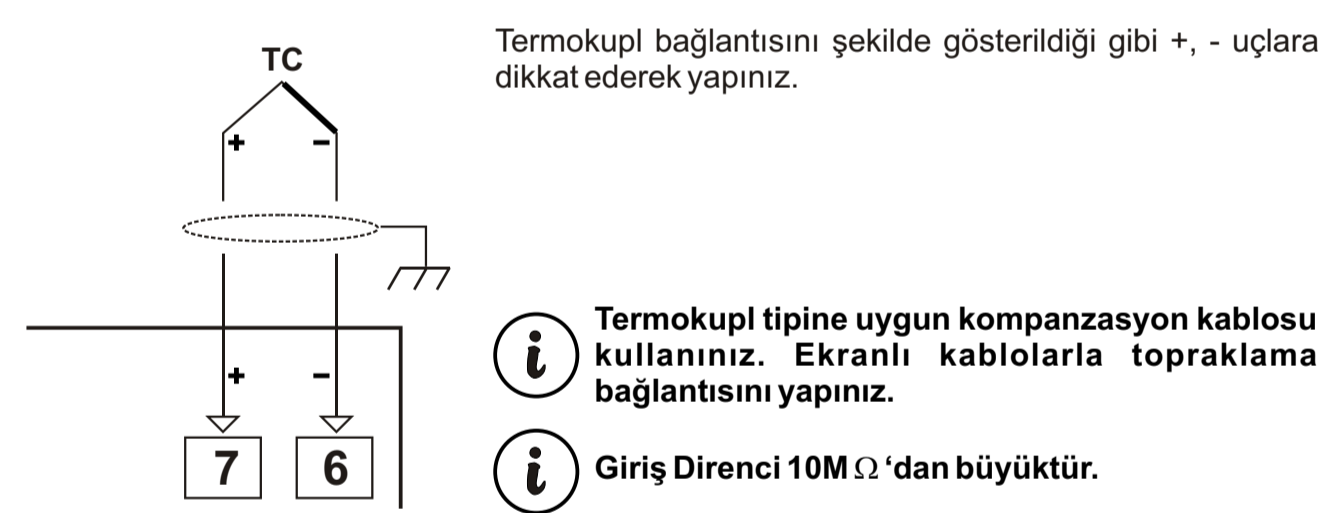 TC
+ −
+ −
7 6
Termokupl bağlantısını şekilde gösterildiği gibi +, - uçlara
dikkat ederek yapınız.
i
Termokupl tipine uygun kompanzasyon kablosu
kullanınız. Ekranlı kablolarla topraklama
bağlantısını yapınız.
i
Giriş Direnci 10M Ω ‘dan büyüktür.